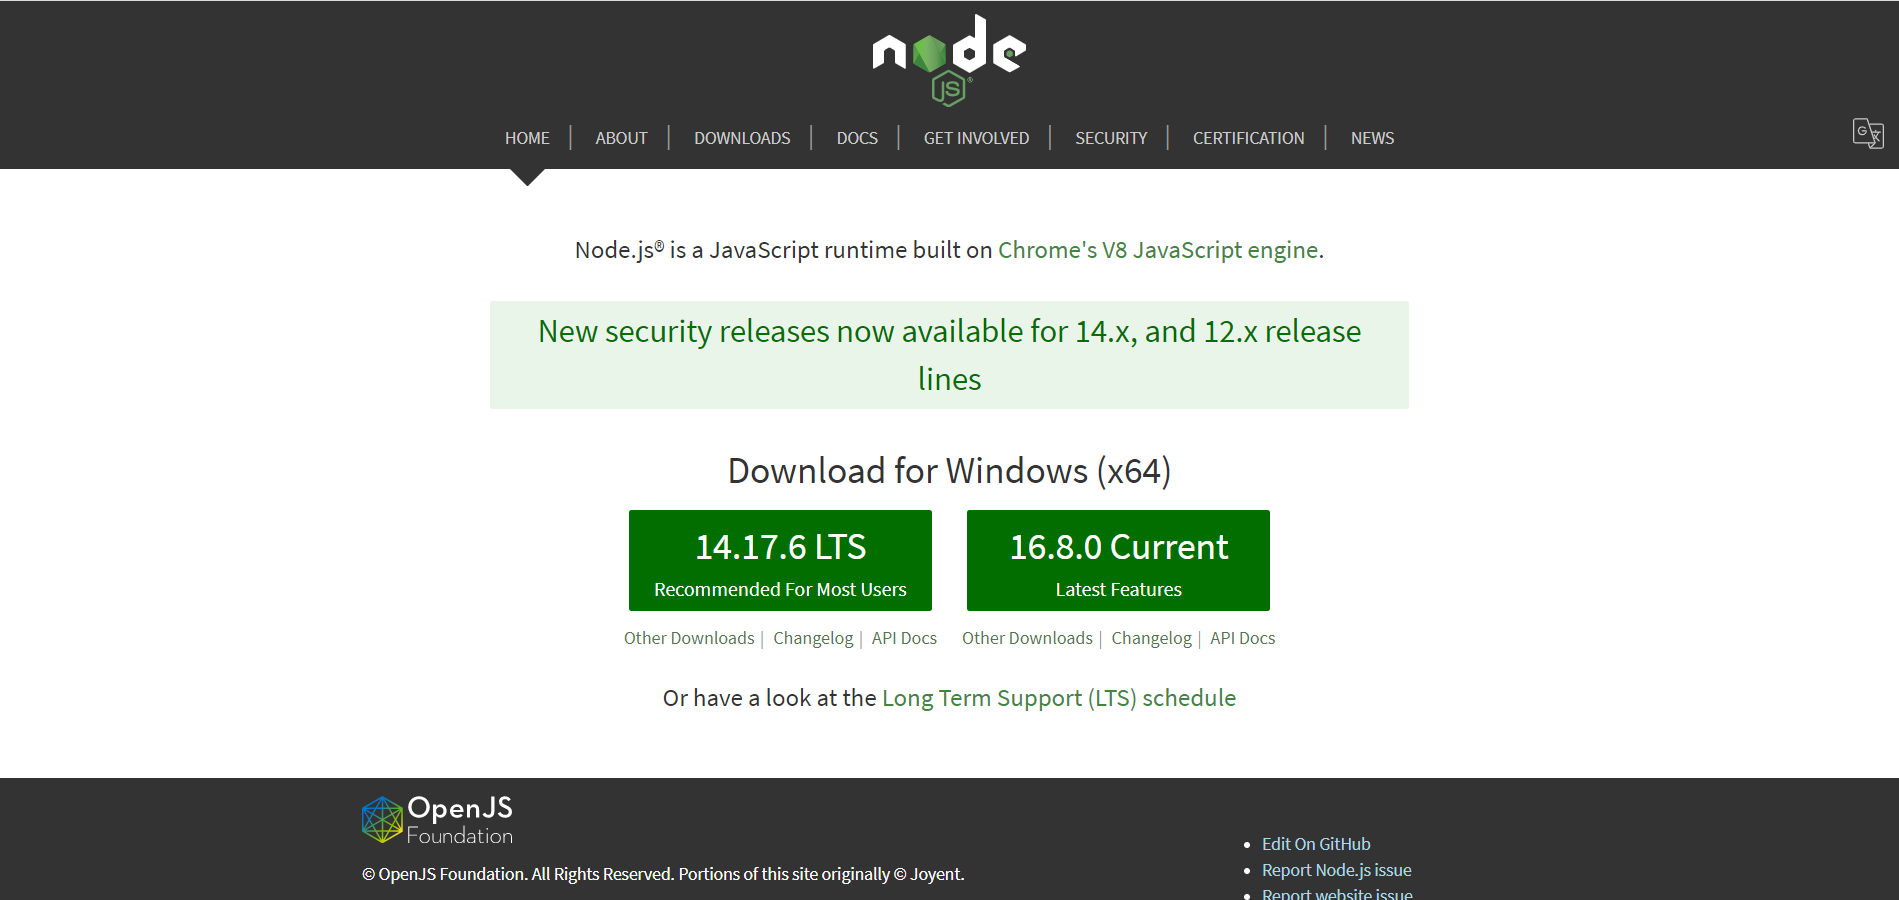 node
JS
HOME | ABOUT | DOWNLOADS | DOCS | GET INVOLVED | SECURITY | CERTIFICATION | NEWS
Node.js® is a JavaScript runtime built on Chrome's V8 JavaScript engine.
New security releases now available for 14.x, and 12.x release
lines
Download for Windows (x64)
14.17.6 LTS
Recommended For Most Users
16.8.0 Current
Latest Features
Other Downloads | Changelog | API Docs
Other Downloads | Changelog | API Docs
Or have a look at the Long Term Support (LTS) schedule
OpenJS
Foundation
© OpenJS Foundation. All Rights Reserved. Portions of this site originally © Joyent.
Edit On GitHub
Report Node.js issue
Report website issue